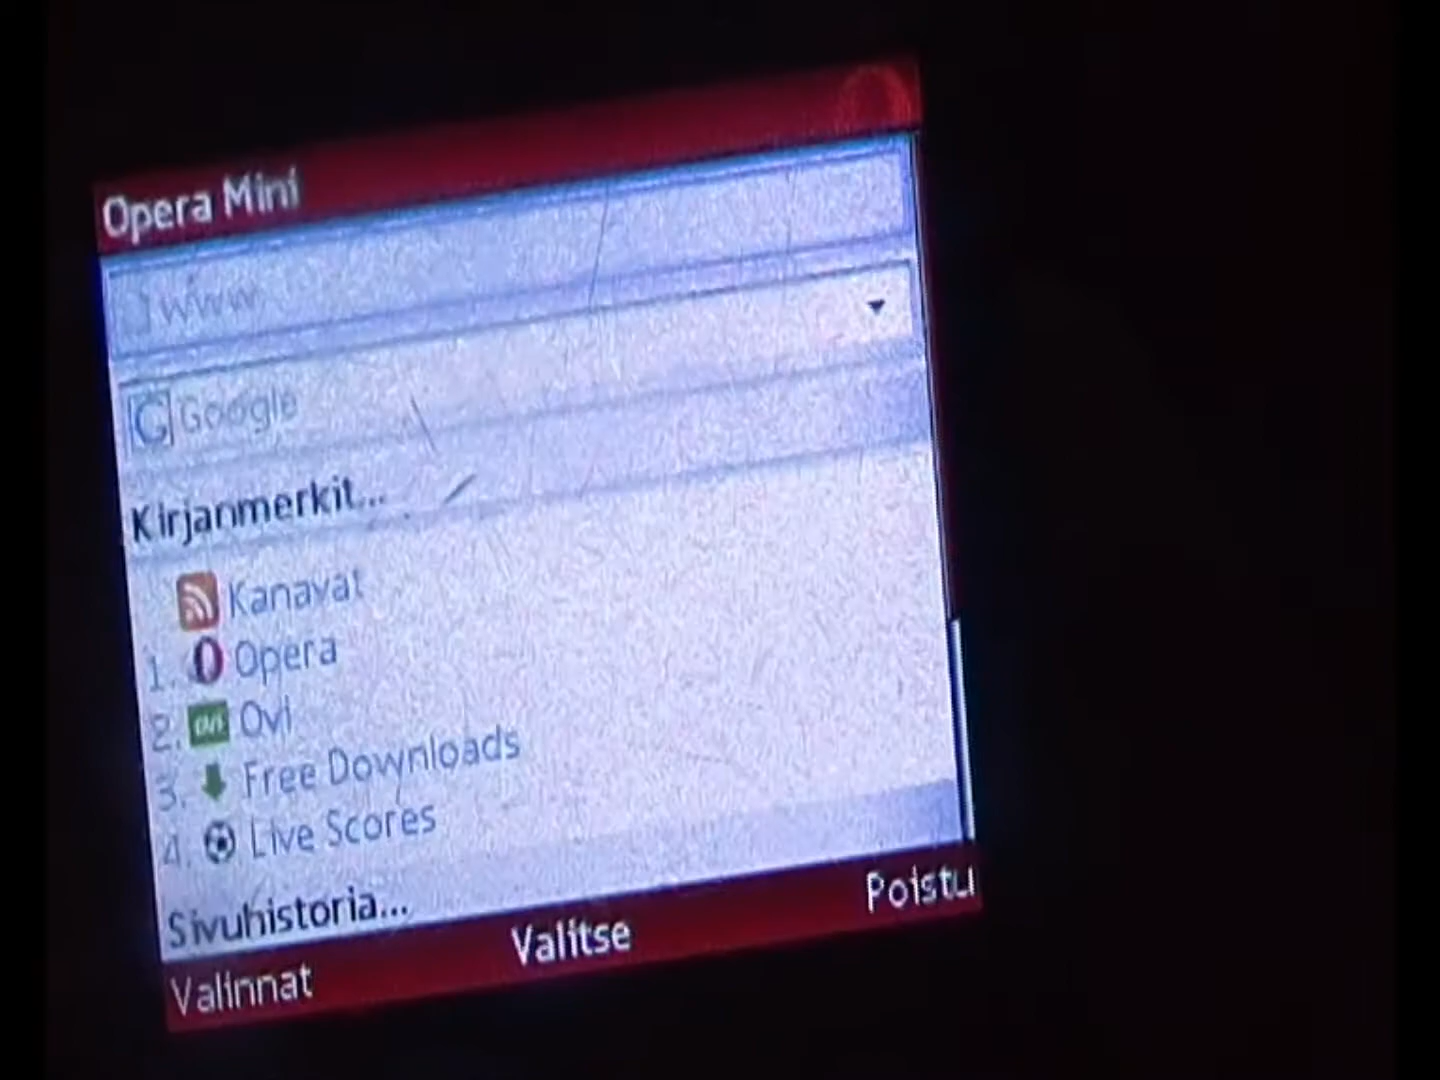 Opera Mini
www
Google
Kirjanmerkit...
Kanavat
1. Opera
2. Ovi
3. Free Downloads
4. Live Scores
Sivuhistoria...
Valinnat Valitse Poistu